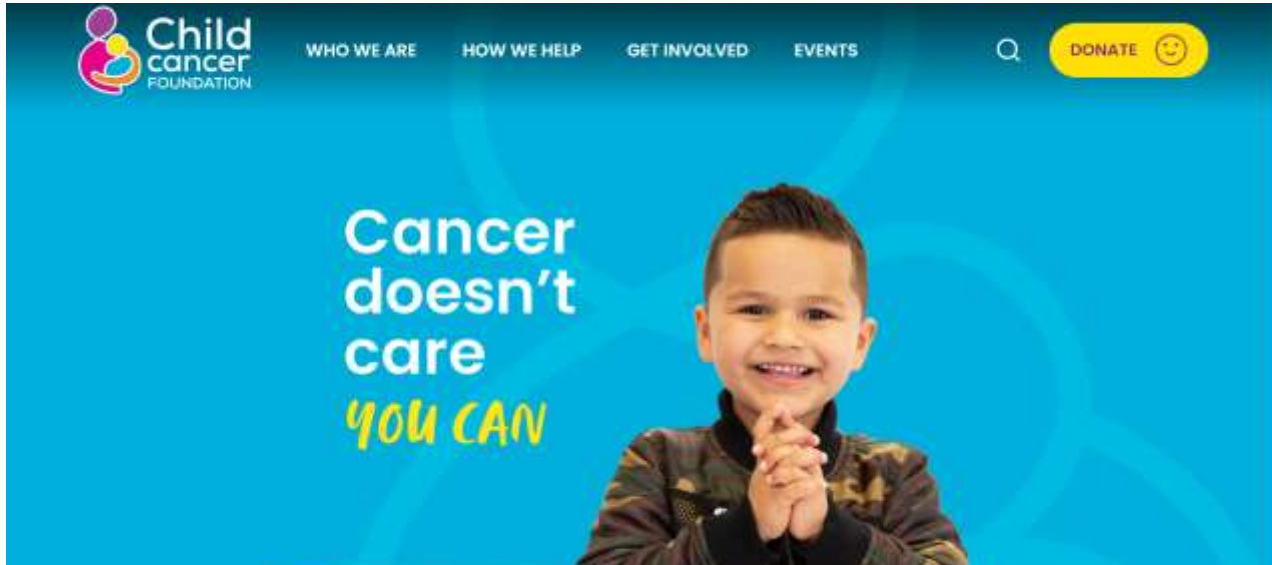 Child
cancer
FOUNDATION
WHO WE ARE
HOW WE HELP
GET INVOLVED
EVENTS
DONATE
Cancer
doesn't
care
YOU CAN